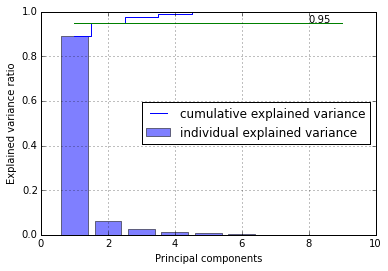 1.0
0.95
0.8
0.6
cumulative explained variance
individual explained variance
0.4
0.2
0.0
0 2 4 6 8 10
Explained variance ratio
Principal components